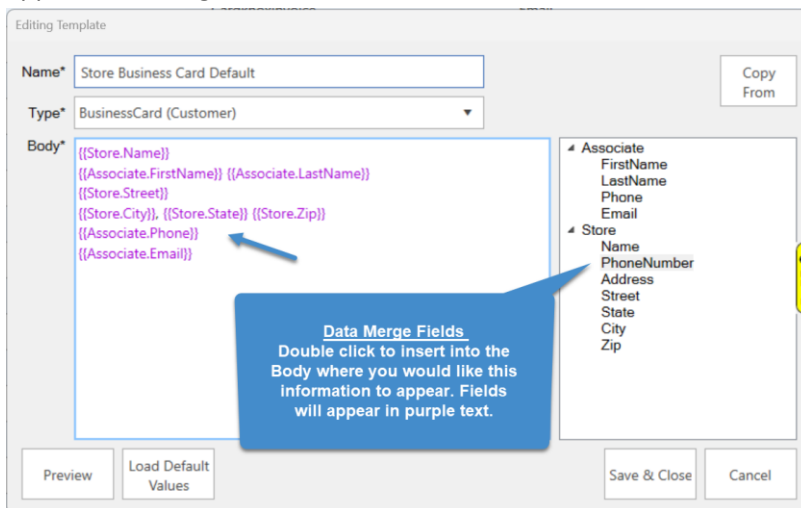 Editing Template
Name*
Store Business Card Default
Copy
From
Type*
BusinessCard (Customer)
Body*
{{Store.Name}}
{{Associate.FirstName}} {{Associate.LastName}}
{{Store.Street}}
{{Store.City}}, {{Store.State}} {{Store.Zip}}
{{Associate.Phone}}
{{Associate.Email}}
Associate
FirstName
LastName
Phone
Email
Store
Name
PhoneNumber
Address
Street
State
City
Zip
Data Merge Fields
Double click to insert into the
Body where you would like this
information to appear. Fields
will appear in purple text.
Preview
Load Default
Values
Save & Close
Cancel